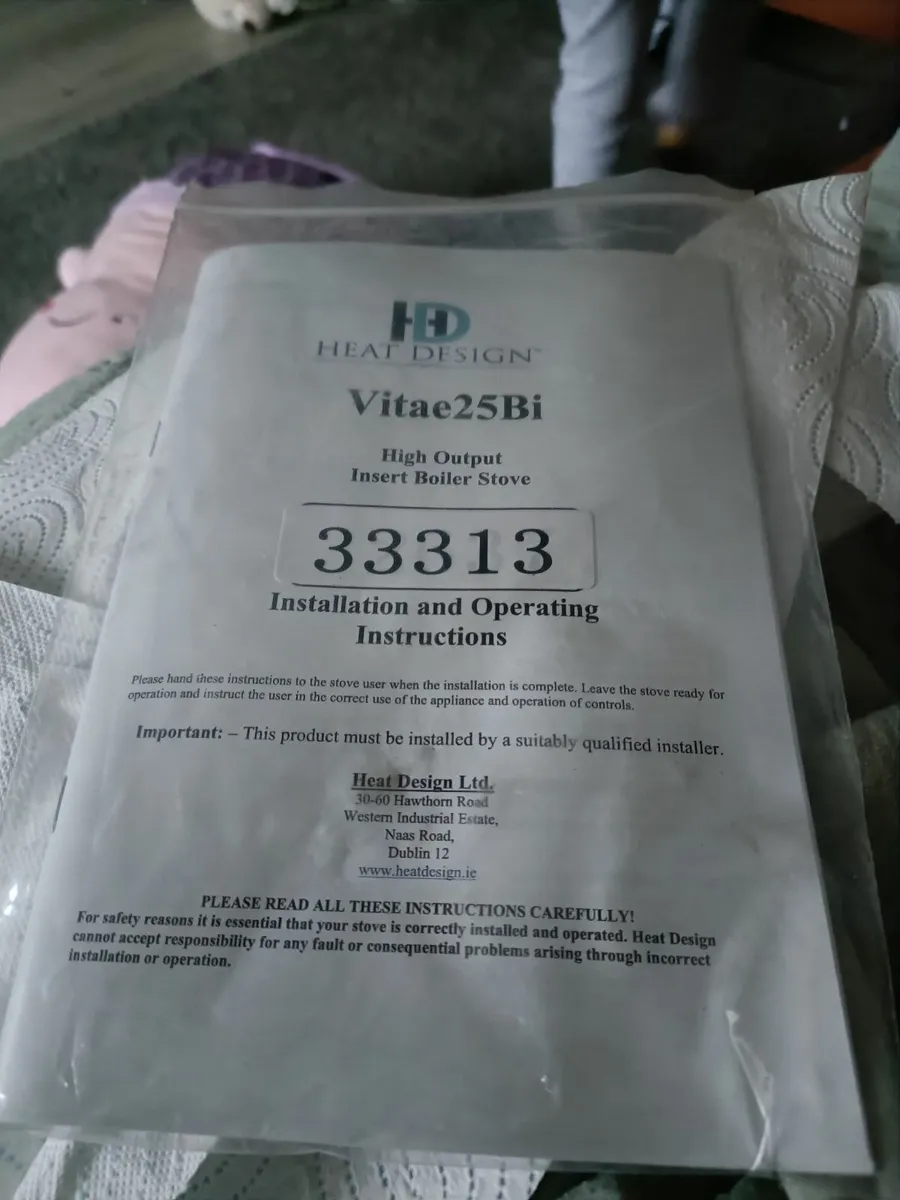 HD
HEAT DESIGN™
Vitae25Bi
High Output
Insert Boiler Stove
33313
Installation and Operating
Instructions
Please hand these instructions to the stove user when the installation is complete. Leave the stove ready for
operation and instruct the user in the correct use of the appliance and operation of controls.
Important: – This product must be installed by a suitably qualified installer.
Heat Design Ltd.
30-60 Hawthorn Road
Western Industrial Estate,
Naas Road,
Dublin 12
www.heatdesign.ie
PLEASE READ ALL THESE INSTRUCTIONS CAREFULLY!
For safety reasons it is essential that your stove is correctly installed and operated. Heat Design
cannot accept responsibility for any fault or consequential problems arising through incorrect
installation or operation.